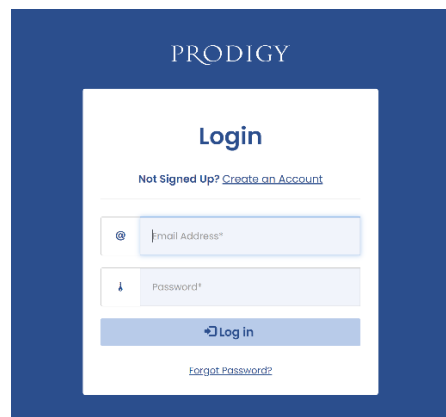 PRODIGY
Login
Not Signed Up? Create an Account
@
Email Address*
Password*
Log in
Forgot Password?